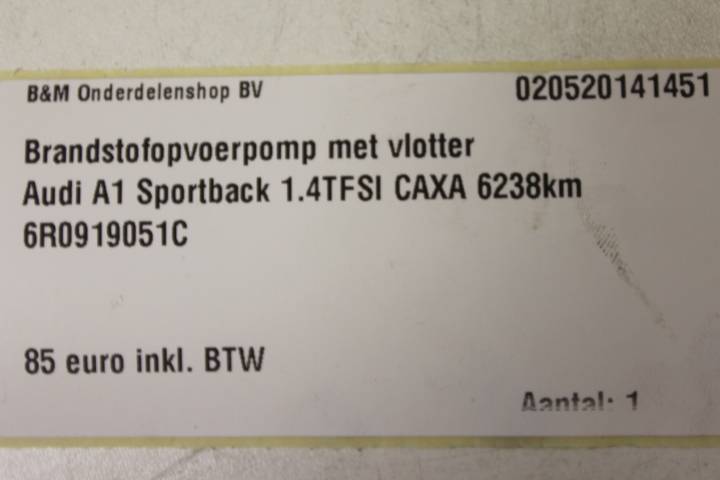 B&M Onderdelenshop BV 020520141451
Brandstofopvoerpomp met vlotter
Audi A1 Sportback 1.4TFSI CAXA 6238km
6R0919051C
85 euro inkl. BTW
Aantal: 1